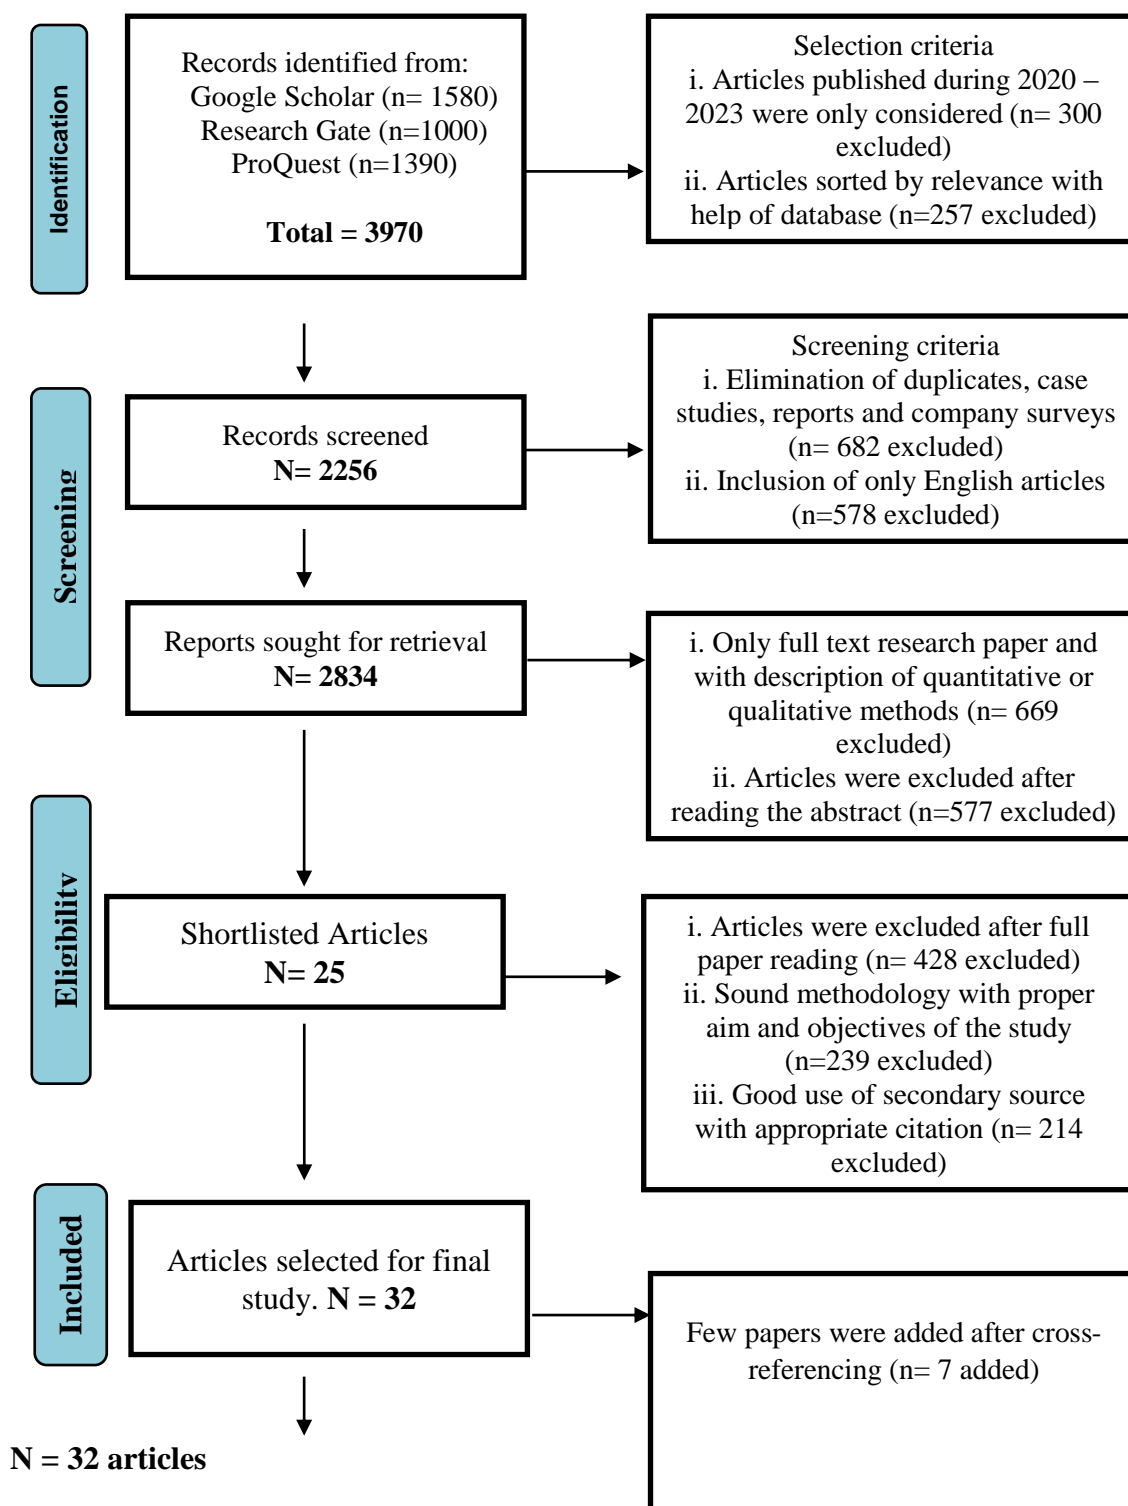 Identification
Records identified from:
Google Scholar (n= 1580)
Research Gate (n=1000)
ProQuest (n=1390)
Total = 3970
Selection criteria
i. Articles published during 2020 –
2023 were only considered (n= 300
excluded)
ii. Articles sorted by relevance with
help of database (n=257 excluded)
Screening
Records screened
N= 2256
Screening criteria
i. Elimination of duplicates, case
studies, reports and company surveys
(n= 682 excluded)
ii. Inclusion of only English articles
(n=578 excluded)
Reports sought for retrieval
N= 2834
i. Only full text research paper and
with description of quantitative or
qualitative methods (n= 669
excluded)
ii. Articles were excluded after
reading the abstract (n=577 excluded)
Eligibility
Shortlisted Articles
N= 25
i. Articles were excluded after full
paper reading (n= 428 excluded)
ii. Sound methodology with proper
aim and objectives of the study
(n=239 excluded)
iii. Good use of secondary source
with appropriate citation (n= 214
excluded)
Included
Articles selected for final
study. N = 32
Few papers were added after cross-
referencing (n= 7 added)
N = 32 articles